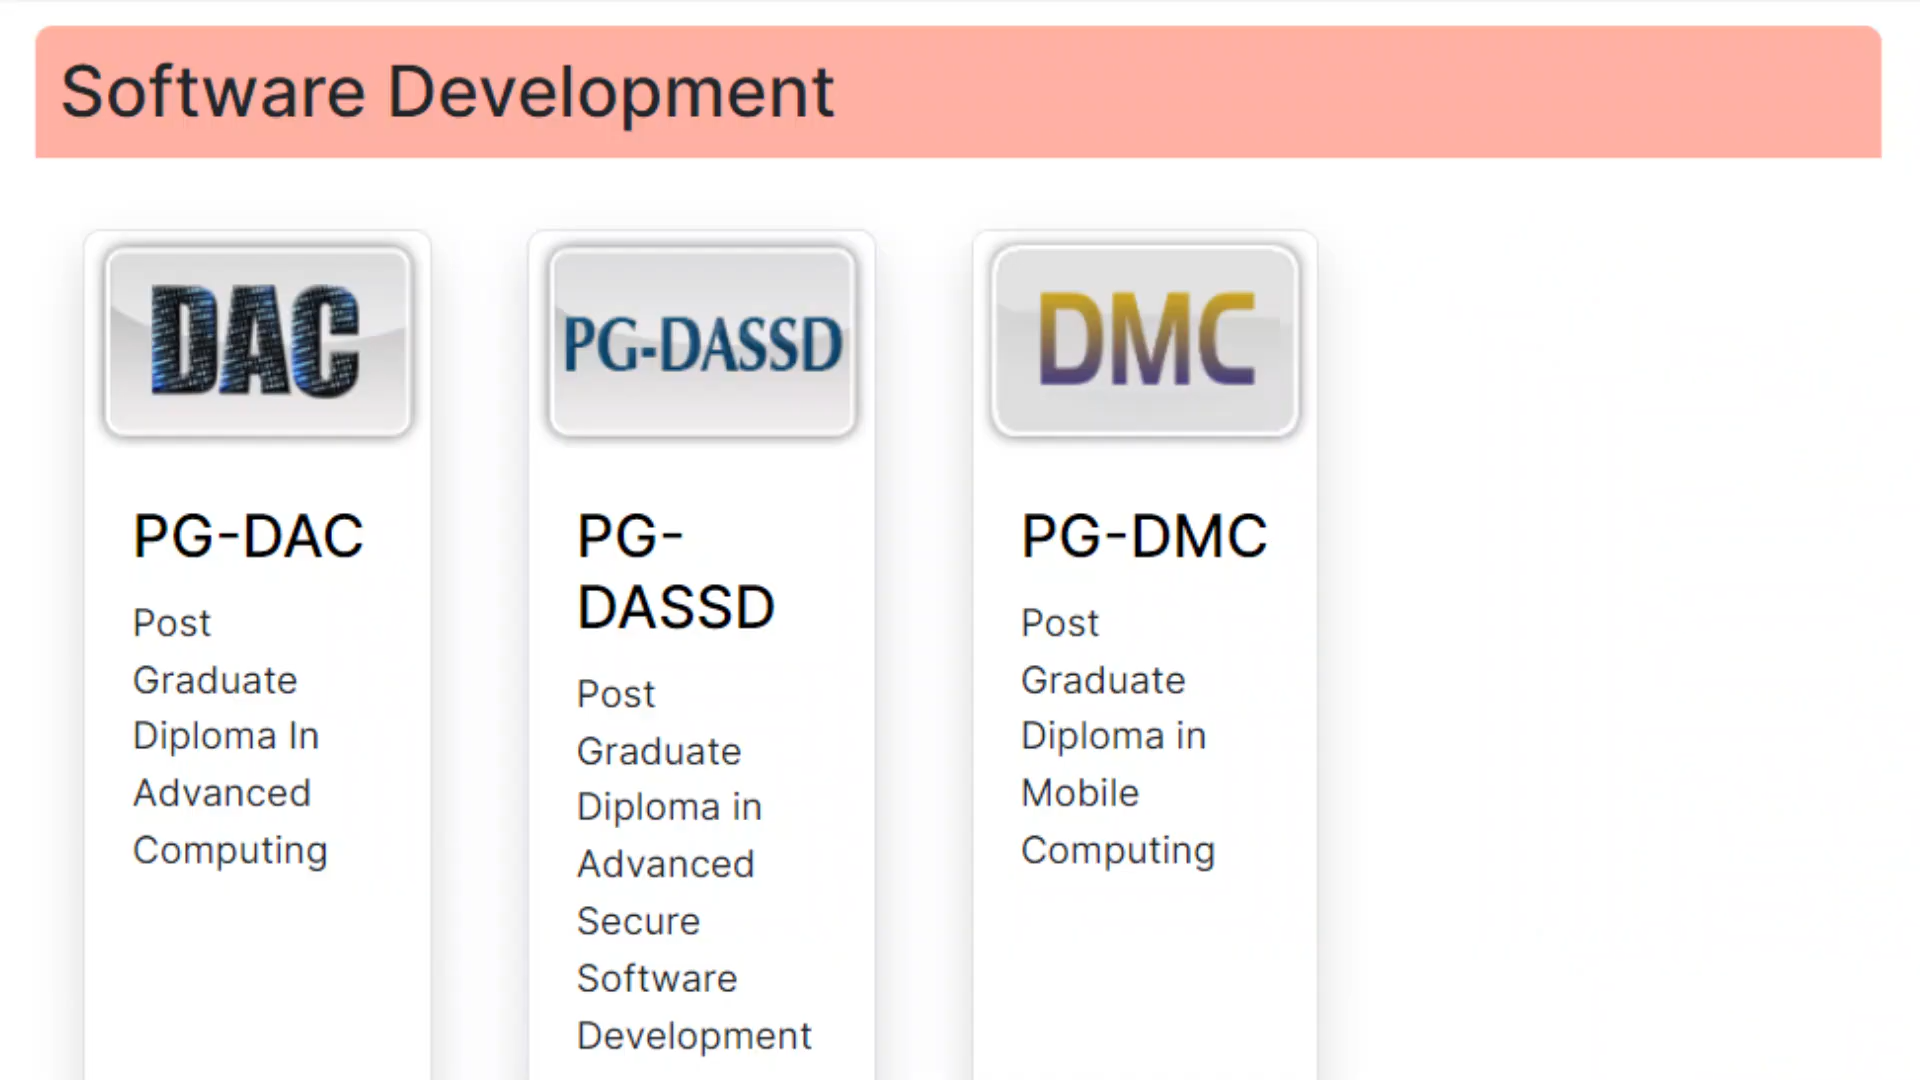 Software Development
DAC
PG-DAC
Post
Graduate
Diploma In
Advanced
Computing
PG-DASSD
PG-
DASSD
Post
Graduate
Diploma in
Advanced
Secure
Software
Development
DMC
PG-DMC
Post
Graduate
Diploma in
Mobile
Computing